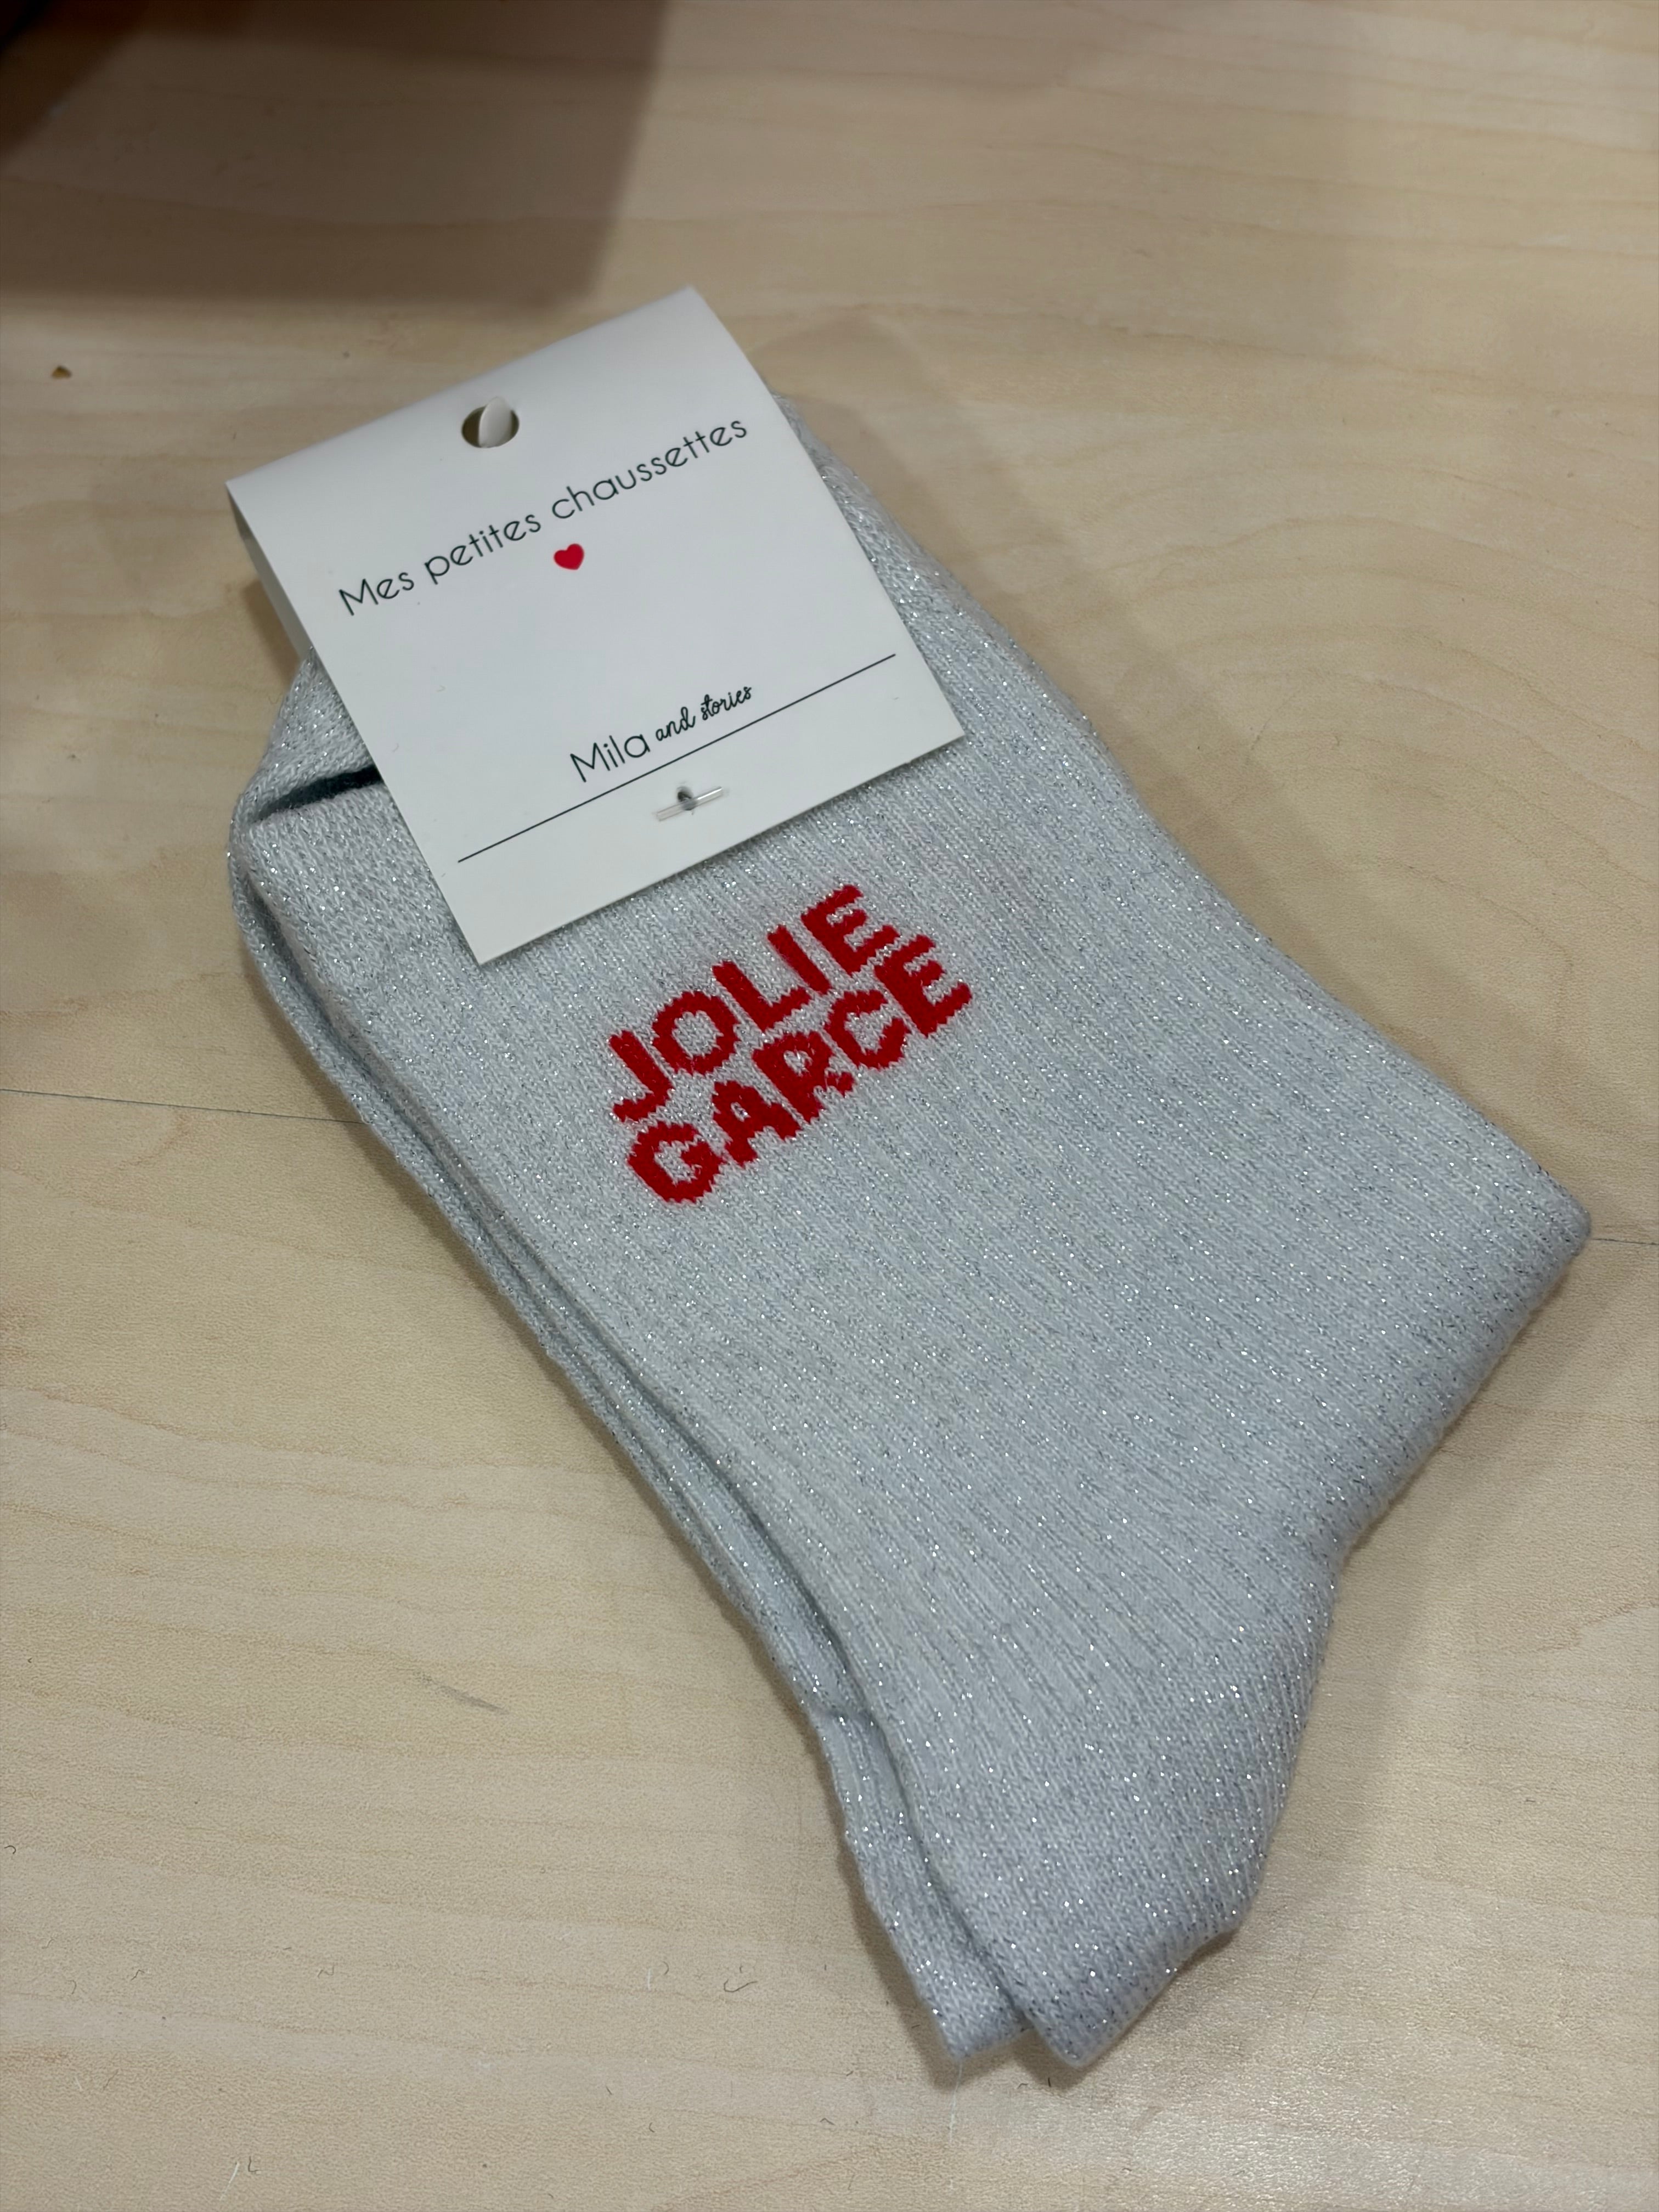 Mes petites chaussettes
Mila and stories
JOLIE
GARCE